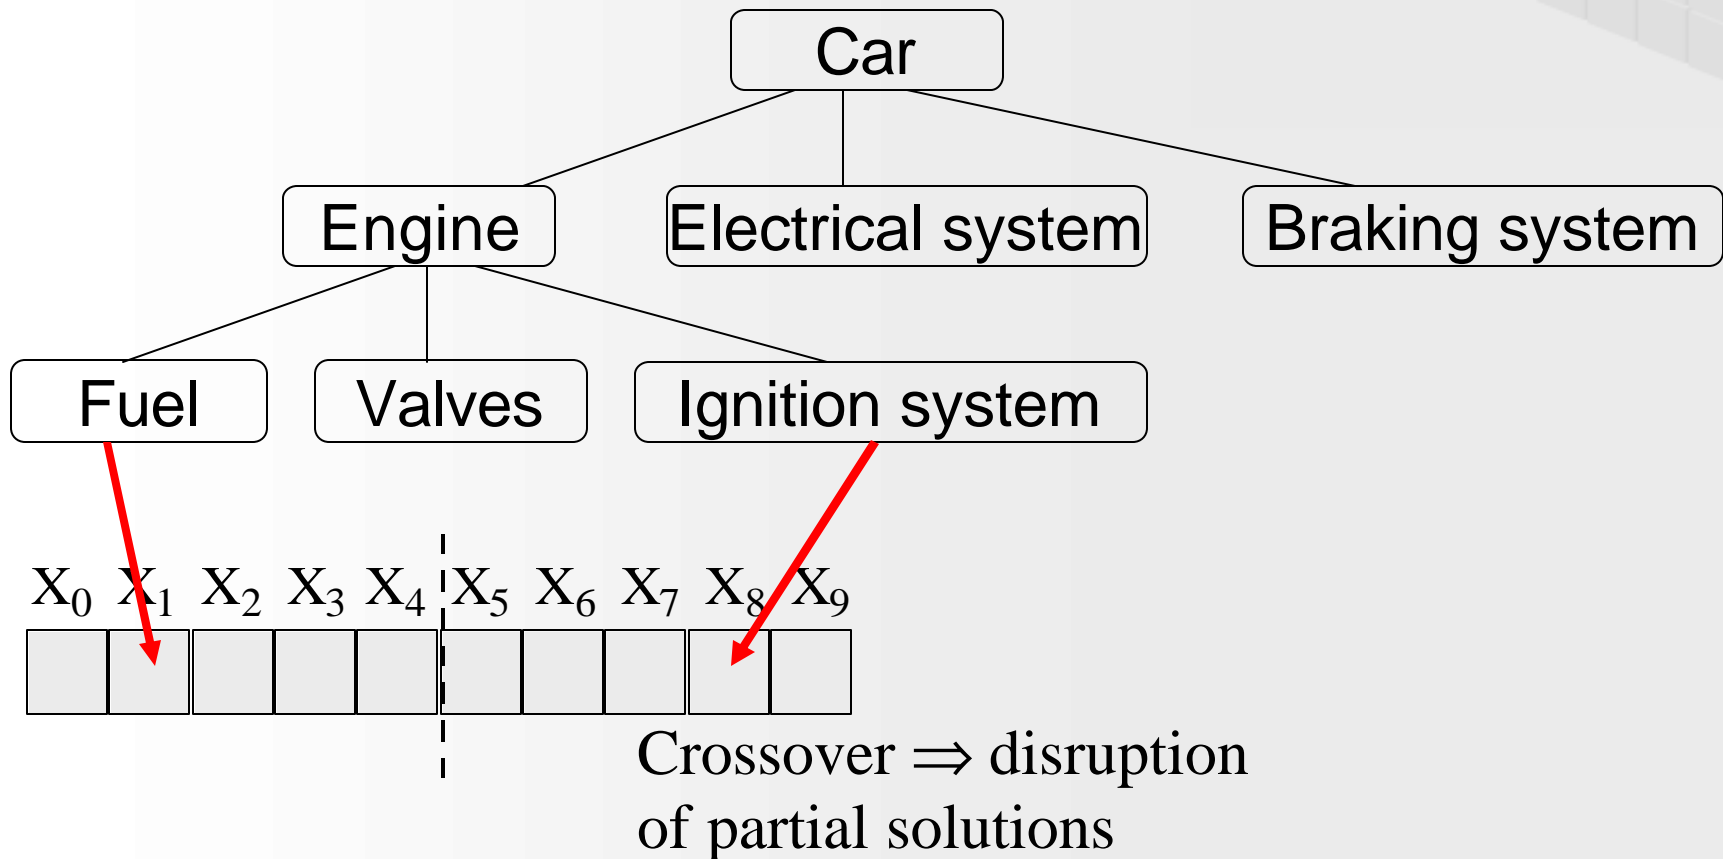 Car
Engine Electrical system Braking system
Fuel Valves Ignition system
X₀ X₁ X₂ X₃ X₄ X₅ X₆ X₇ X₈ X₉
Crossover ⇒ disruption
of partial solutions